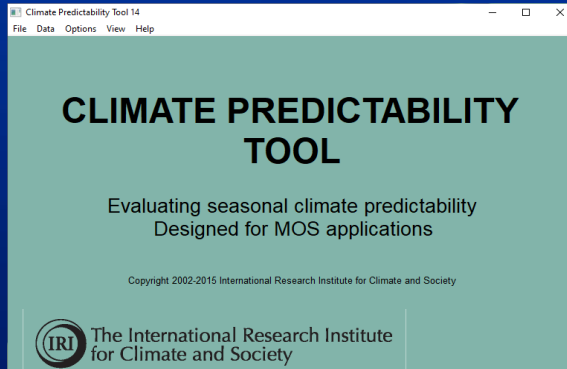 Climate Predictability Tool 14
File Data Options View Help
CLIMATE PREDICTABILITY
TOOL
Evaluating seasonal climate predictability
Designed for MOS applications
Copyright 2002-2015 International Research Institute for Climate and Society
IRI
The International Research Institute
for Climate and Society